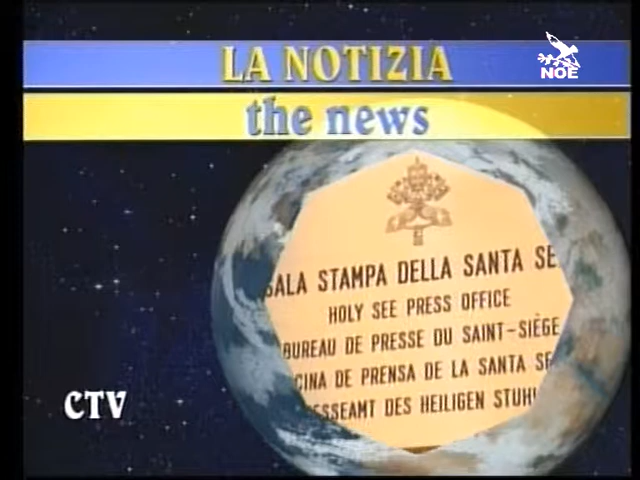 LA NOTIZIA
NOE
the news
SALA STAMPA DELLA SANTA SE
HOLY SEE PRESS OFFICE
BUREAU DE PRESSE DU SAINT-SIÈGE
CINA DE PRENSA DE LA SANTA SE
ESSEAMT DES HEILIGEN STUHL
CTV